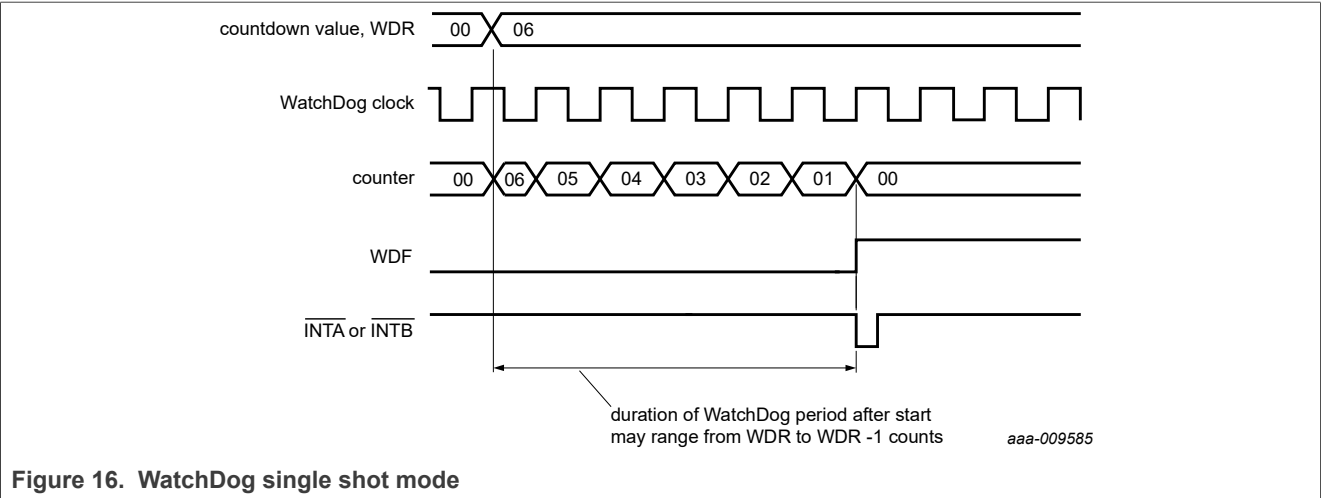 countdown value, WDR 00 06
WatchDog clock
counter 00 06 05 04 03 02 01 00
WDF
INTA or INTB
duration of WatchDog period after start
may range from WDR to WDR -1 counts aaa-009585
Figure 16. WatchDog single shot mode